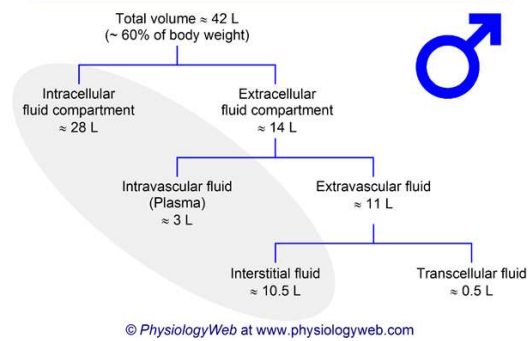 Total volume ≈ 42 L
(~ 60% of body weight)
Intracellular
fluid compartment
≈ 28 L
Extracellular
fluid compartment
≈ 14 L
Intravascular fluid
(Plasma)
≈ 3 L
Extravascular fluid
≈ 11 L
Interstitial fluid
≈ 10.5 L
Transcellular fluid
≈ 0.5 L
© PhysiologyWeb at www.physiologyweb.com